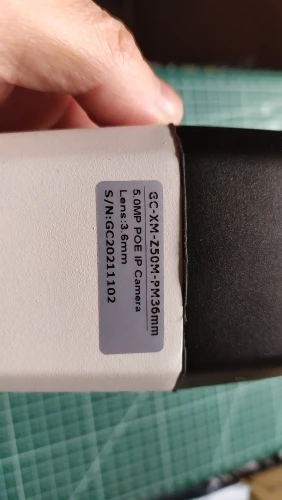 GC-XM-Z50M-PM36mm
5.0MP POE IP Camera
Lens:3.6mm
S/N:GC20211102